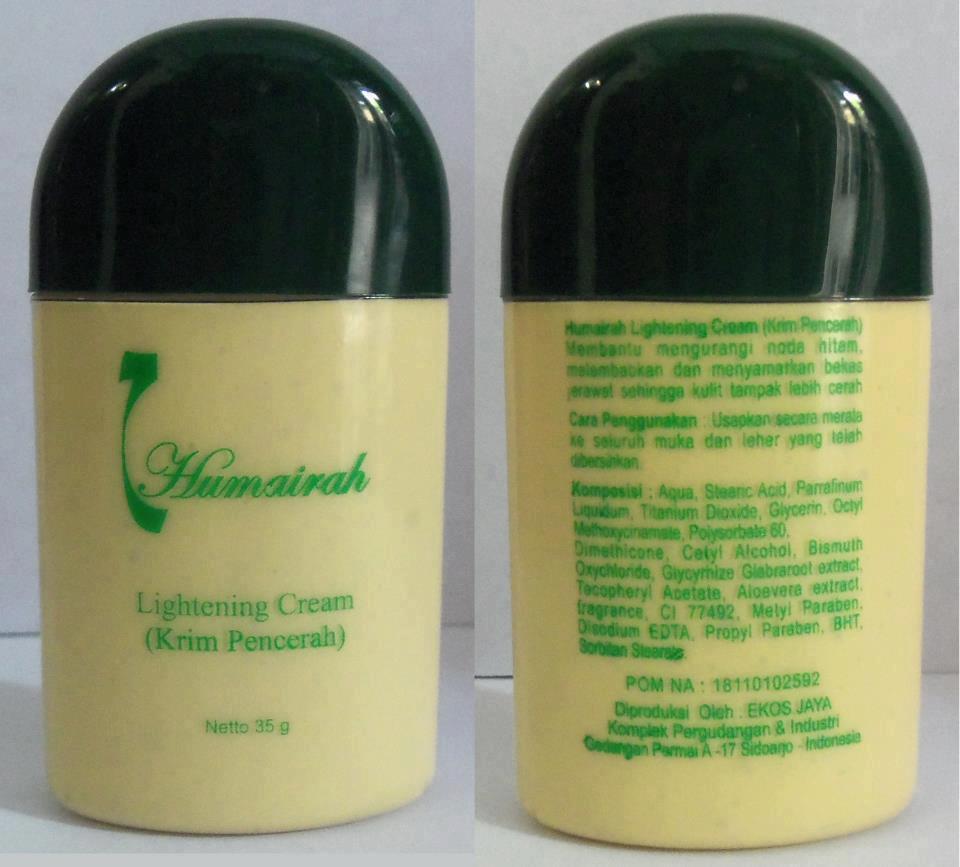 Humairah
Lightening Cream
(Krim Pencerah)
Netto 35 g
Humairah Lightening Cream (Krim Pencerah)
Membantu mengurangi noda hitam,
melembabkan dan menyamarkan bekas
jerawat sehingga kulit tampak lebih cerah
Cara Penggunakan : Usapkan secara merata
ke seluruh muka dan leher yang telah
dibersihkan.
Komposisi : Aqua, Stearic Acid, Parrafinum
Liquidum, Titanium Dioxide, Glycerin, Octyl
Methoxycinamate, Polysorbate 60,
Dimethicone, Cetyl Alcohol, Bismuth
Oxychloride, Glycyrhize Glabraroot extract,
Tecopheryl Acetate, Aloevera extract,
fragrance, CI 77492, Metyl Paraben,
Disodium EDTA, Propyl Paraben, BHT,
Sorbitan Stearate.
POM NA : 18110102592
Diproduksi Oleh : EKOS JAYA
Komplek Pergudangan & Industri
Gedangan Permai A -17 Sidoarjo - Indonesia